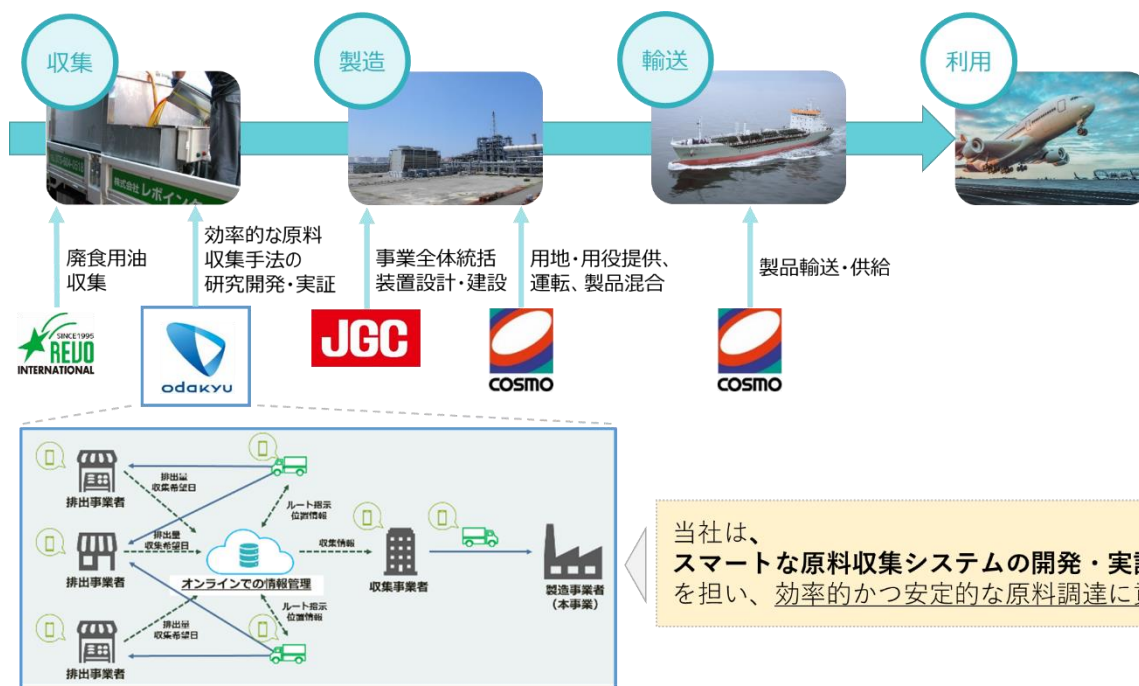 収集
製造
輸送
利用
株式会社 レボインタ
廃食用油
収集
効率的な原料
収集手法の
研究開発・実証
事業全体統括
装置設計・建設
用地・用役提供、
運転、製品混合
製品輸送・供給
SINCE 1995
REVO
INTERNATIONAL
odakyu
JGC
COSMO
COSMO
排出事業者
排出量
収集希望日
ルート指示
位置情報
排出事業者
排出量
収集希望日
オンラインでの情報管理
収集情報
収集事業者
製造事業者
（本事業）
排出事業者
排出量
収集希望日
ルート指示
位置情報
当社は、
スマートな原料収集システムの開発・実証
を担い、効率的かつ安定的な原料調達に